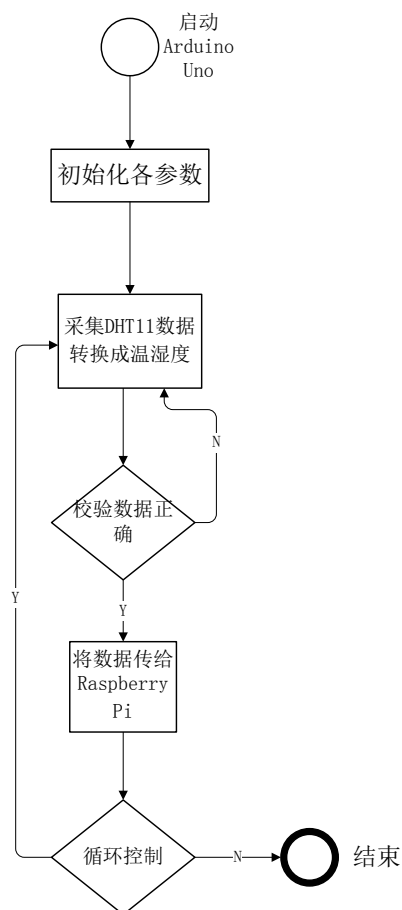 启动
Arduino
Uno
初始化各参数
采集DHT11数据
转换成温湿度
N
校验数据正
确
Y
Y
将数据传给
Raspberry
Pi
循环控制
N
结束